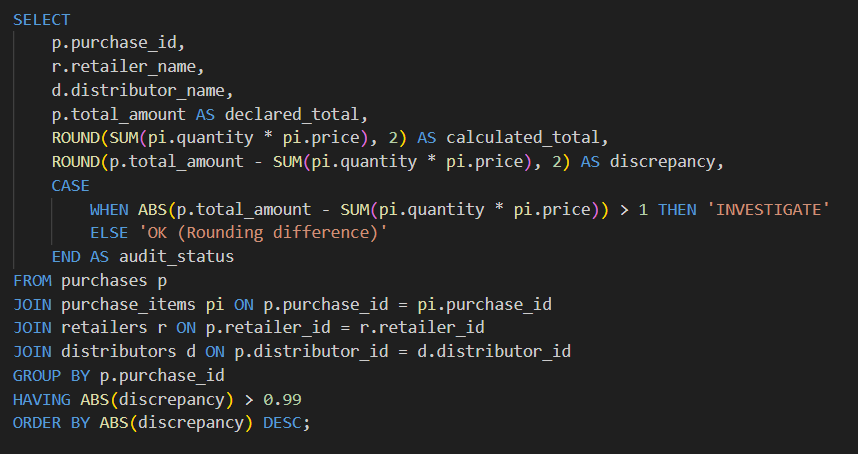 SELECT
    p.purchase_id,
    r.retailer_name,
    d.distributor_name,
    p.total_amount AS declared_total,
    ROUND(SUM(pi.quantity * pi.price), 2) AS calculated_total,
    ROUND(p.total_amount - SUM(pi.quantity * pi.price), 2) AS discrepancy,
    CASE
        WHEN ABS(p.total_amount - SUM(pi.quantity * pi.price)) > 1 THEN 'INVESTIGATE'
        ELSE 'OK (Rounding difference)'
    END AS audit_status
FROM purchases p
JOIN purchase_items pi ON p.purchase_id = pi.purchase_id
JOIN retailers r ON p.retailer_id = r.retailer_id
JOIN distributors d ON p.distributor_id = d.distributor_id
GROUP BY p.purchase_id
HAVING ABS(discrepancy) > 0.99
ORDER BY ABS(discrepancy) DESC;